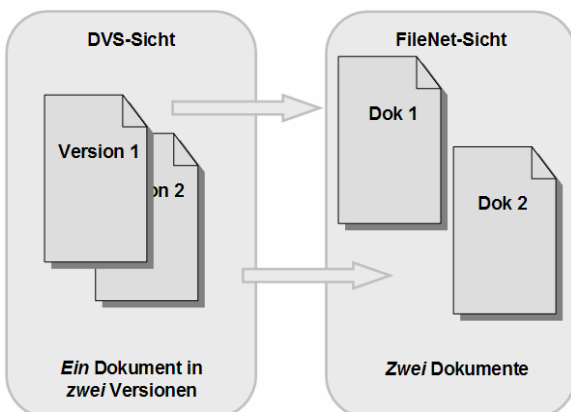 DVS-Sicht
Version 1
on 2
Ein Dokument in
zwei Versionen
FileNet-Sicht
Dok 1
Dok 2
Zwei Dokumente